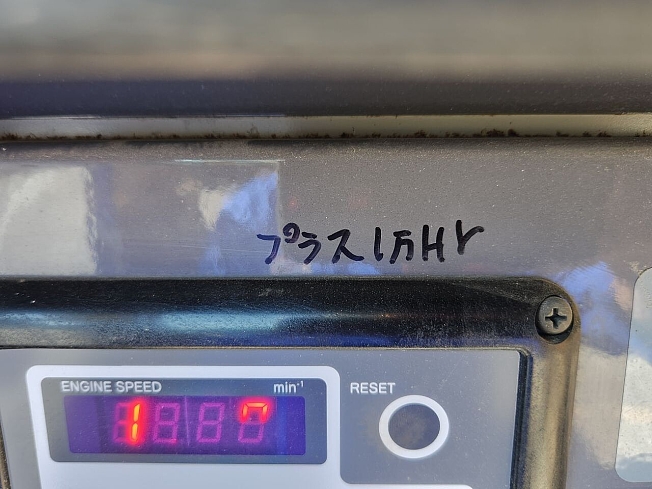 プラス1万Hr
ENGINE SPEED min-1
RESET